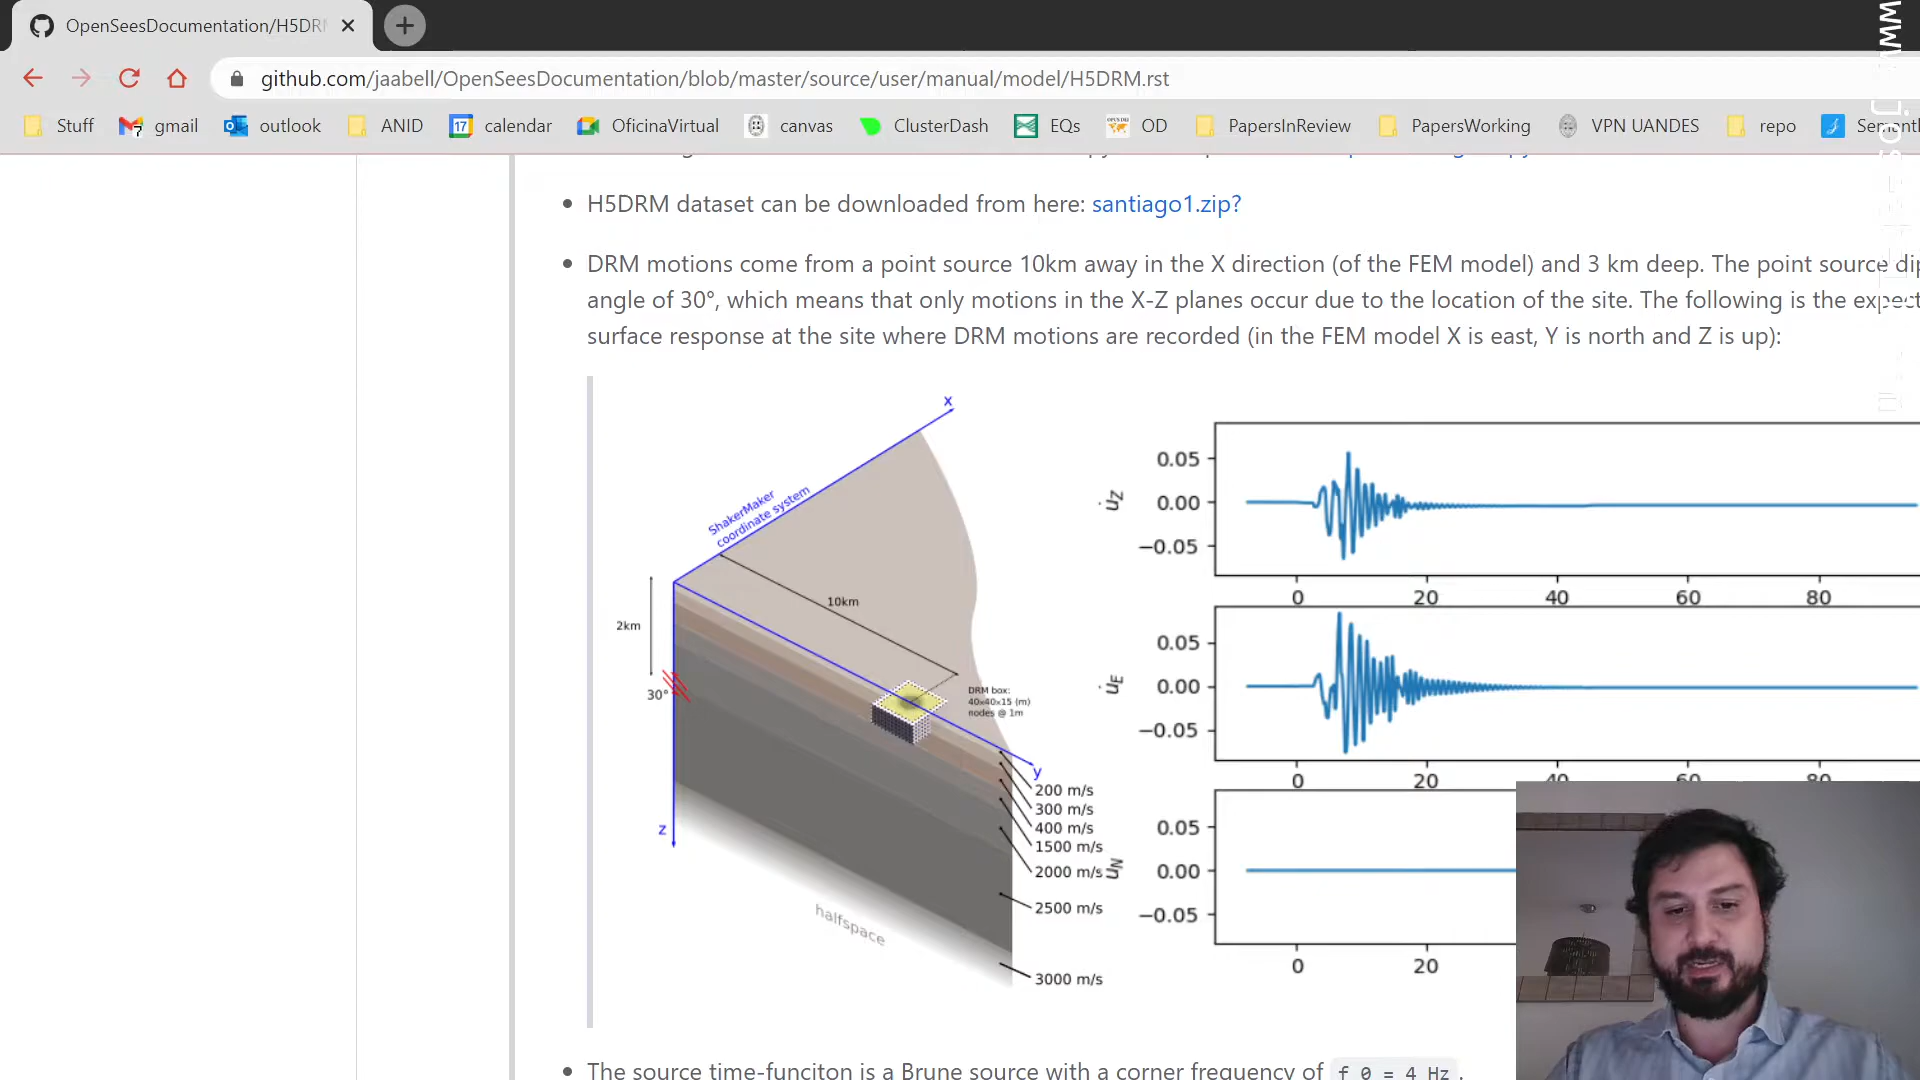 OpenSeesDocumentation/H5DR
github.com/jaabell/OpenSeesDocumentation/blob/master/source/user/manual/model/H5DRM.rst
Stuff gmail outlook ANID 17 calendar OficinaVirtual canvas ClusterDash EQs OD PapersInReview PapersWorking VPN UANDES repo
H5DRM dataset can be downloaded from here: santiago1.zip?
DRM motions come from a point source 10km away in the X direction (of the FEM model) and 3 km deep. The point source dip
angle of 30°, which means that only motions in the X-Z planes occur due to the location of the site. The following is the expect
surface response at the site where DRM motions are recorded (in the FEM model X is east, Y is north and Z is up):
x
ShakerMaker
coordinate system
10km
2km
30°
DRM box:
40x40x15 (m)
nodes @ 1m
y
z
200 m/s
300 m/s
400 m/s
1500 m/s
2000 m/s
2500 m/s
3000 m/s
halfspace
u̇Z
0.05
0.00
−0.05
0 20 40 60 80
u̇E
0.05
0.00
−0.05
0 20 40 60 80
u̇N
0.05
0.00
−0.05
0 20
The source time-funciton is a Brune source with a corner frequency of f_0 = 4 Hz.